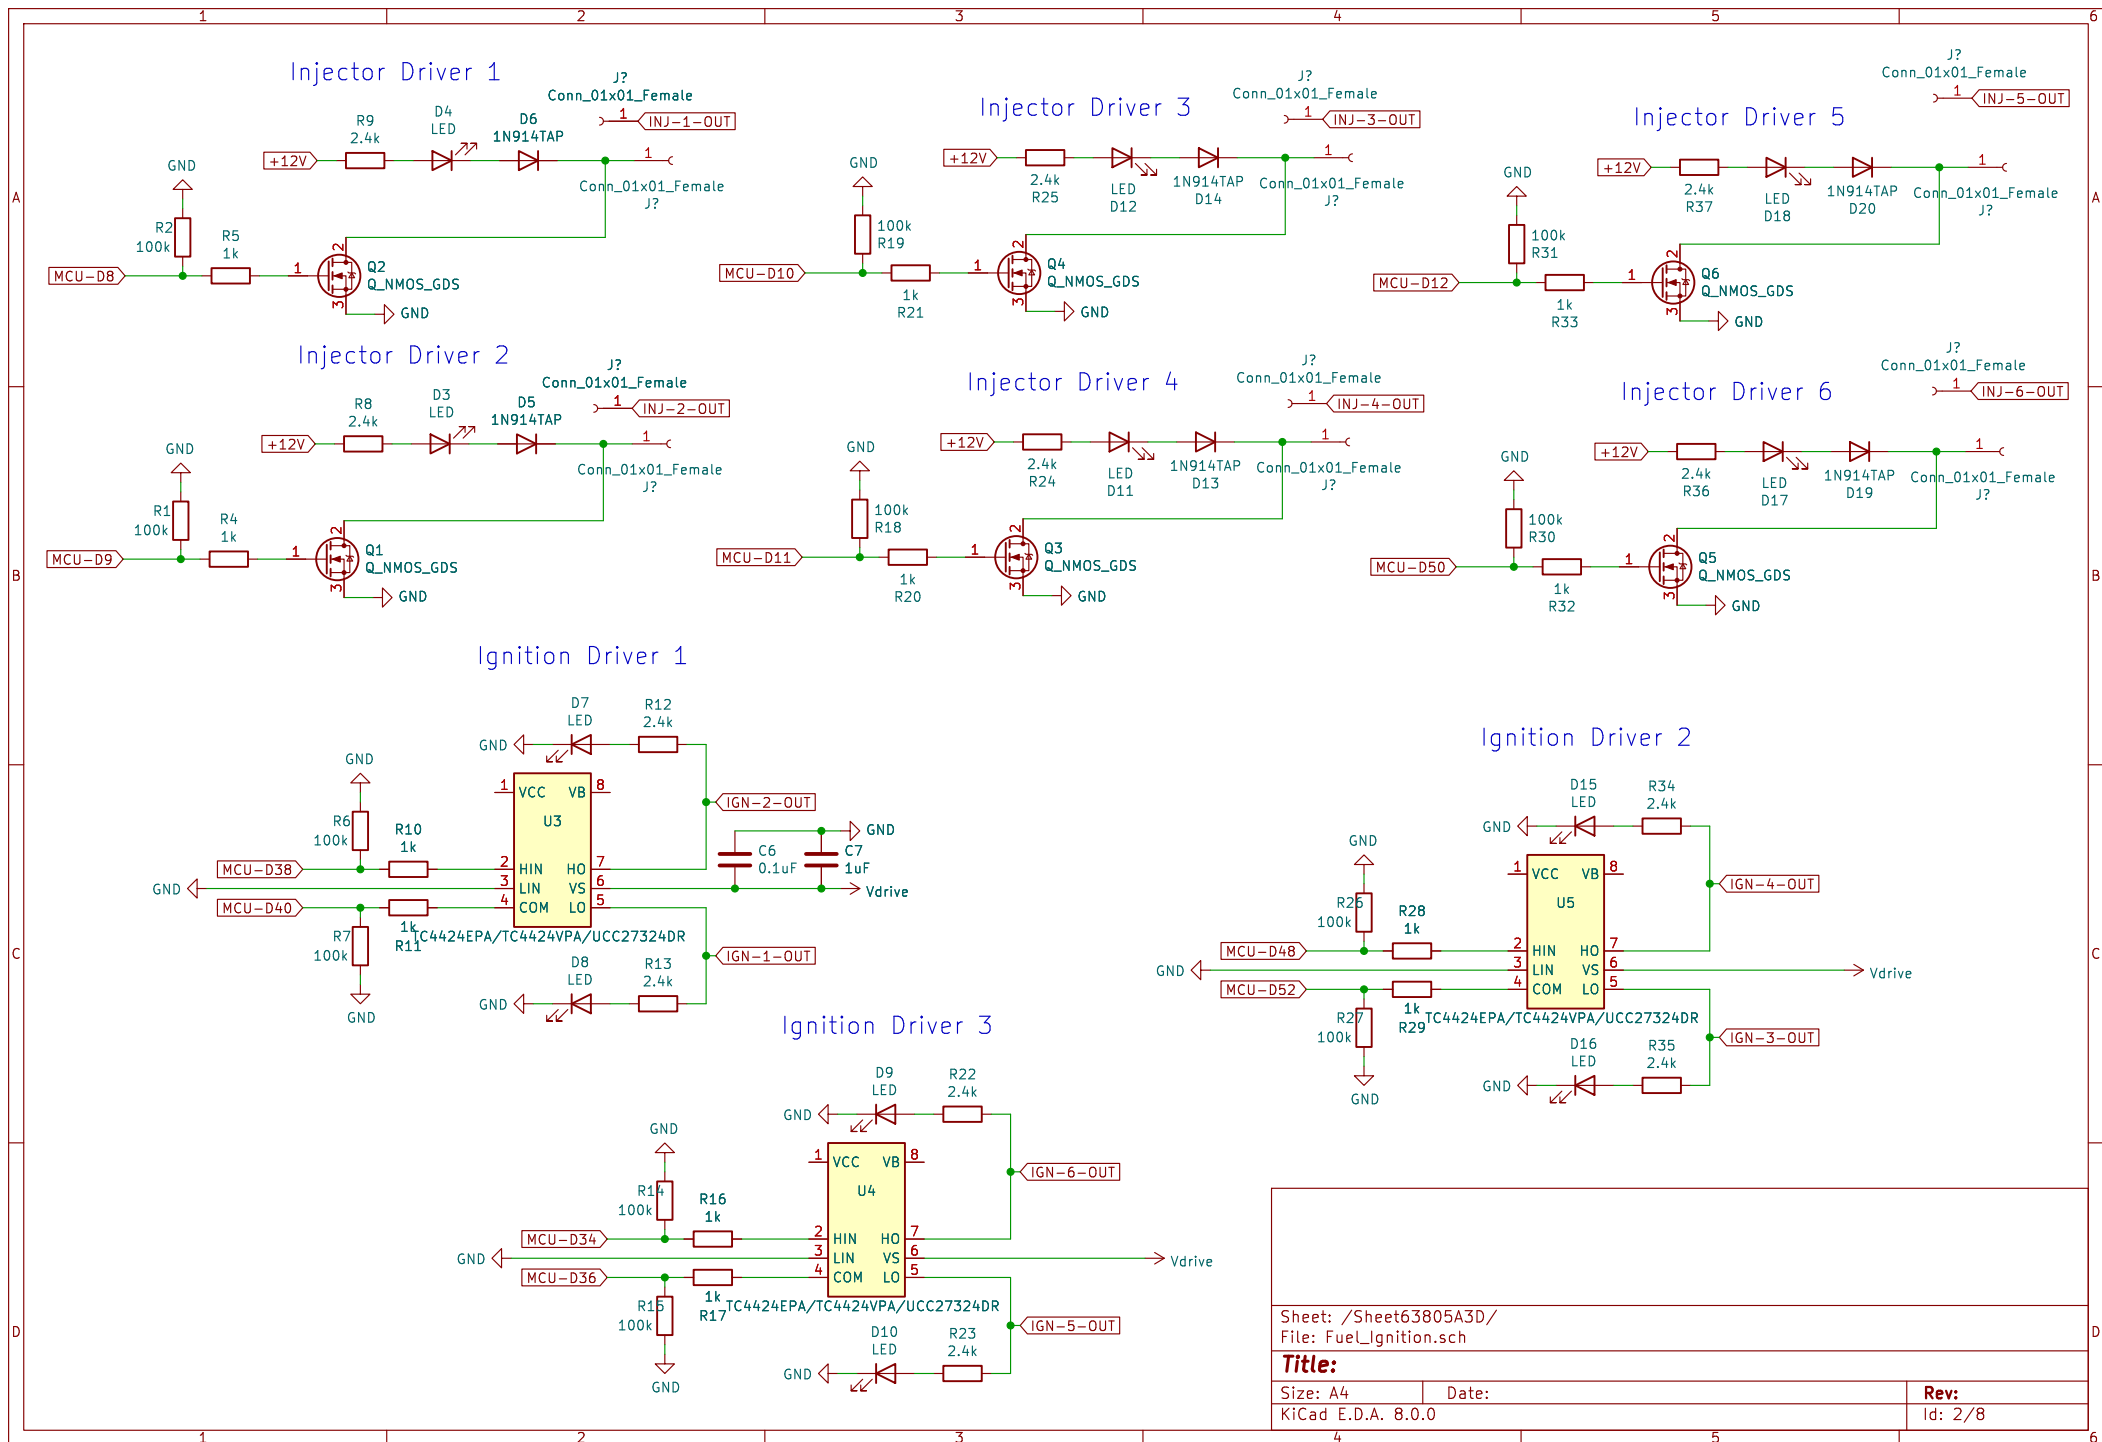 1 2 3 4 5 6
A
B
C
D
A
B
C
D
Injector Driver 1
J?
Conn_01x01_Female
1
INJ-1-OUT
R9
2.4k
D4
LED
D6
1N914TAP
+12V
1
Conn_01x01_Female
J?
GND
R2
100k
R5
1k
MCU-D8
1
2
3
Q2
Q_NMOS_GDS
GND
Injector Driver 3
J?
Conn_01x01_Female
1
INJ-3-OUT
+12V
2.4k
R25
LED
D12
1N914TAP
D14
1
Conn_01x01_Female
J?
GND
100k
R19
MCU-D10
1k
R21
1
2
3
Q4
Q_NMOS_GDS
GND
Injector Driver 5
J?
Conn_01x01_Female
1
INJ-5-OUT
+12V
2.4k
R37
LED
D18
1N914TAP
D20
1
Conn_01x01_Female
J?
GND
100k
R31
MCU-D12
1k
R33
1
2
3
Q6
Q_NMOS_GDS
GND
Injector Driver 2
J?
Conn_01x01_Female
1
INJ-2-OUT
R8
2.4k
D3
LED
D5
1N914TAP
+12V
1
Conn_01x01_Female
J?
GND
R1
100k
R4
1k
MCU-D9
1
2
3
Q1
Q_NMOS_GDS
GND
Injector Driver 4
J?
Conn_01x01_Female
1
INJ-4-OUT
+12V
2.4k
R24
LED
D11
1N914TAP
D13
1
Conn_01x01_Female
J?
GND
100k
R18
MCU-D11
1k
R20
1
2
3
Q3
Q_NMOS_GDS
GND
Injector Driver 6
J?
Conn_01x01_Female
1
INJ-6-OUT
+12V
2.4k
R36
LED
D17
1N914TAP
D19
1
Conn_01x01_Female
J?
GND
100k
R30
MCU-D50
1k
R32
1
2
3
Q5
Q_NMOS_GDS
GND
Ignition Driver 1
D7
LED
R12
2.4k
GND
GND
R6
100k
R10
1k
MCU-D38
GND
MCU-D40
R7
100k
1k
R11
GND
1 VCC VB 8
U3
2 HIN HO 7
3 LIN VS 6
4 COM LO 5
TC4424EPA/TC4424VPA/UCC27324DR
IGN-2-OUT
GND
C6
0.1uF
C7
1uF
Vdrive
IGN-1-OUT
D8
LED
R13
2.4k
GND
Ignition Driver 2
D15
LED
R34
2.4k
GND
GND
R26
100k
R28
1k
MCU-D48
GND
MCU-D52
R27
100k
1k
R29
GND
1 VCC VB 8
U5
2 HIN HO 7
3 LIN VS 6
4 COM LO 5
TC4424EPA/TC4424VPA/UCC27324DR
IGN-4-OUT
Vdrive
IGN-3-OUT
D16
LED
R35
2.4k
GND
Ignition Driver 3
D9
LED
R22
2.4k
GND
GND
R14
100k
R16
1k
MCU-D34
GND
MCU-D36
R15
100k
1k
R17
GND
1 VCC VB 8
U4
2 HIN HO 7
3 LIN VS 6
4 COM LO 5
TC4424EPA/TC4424VPA/UCC27324DR
IGN-6-OUT
Vdrive
IGN-5-OUT
D10
LED
R23
2.4k
GND
Sheet: /Sheet63805A3D/
File: Fuel_Ignition.sch
Title:
Size: A4 Date: Rev:
KiCad E.D.A. 8.0.0 Id: 2/8
1 2 3 4 5 6